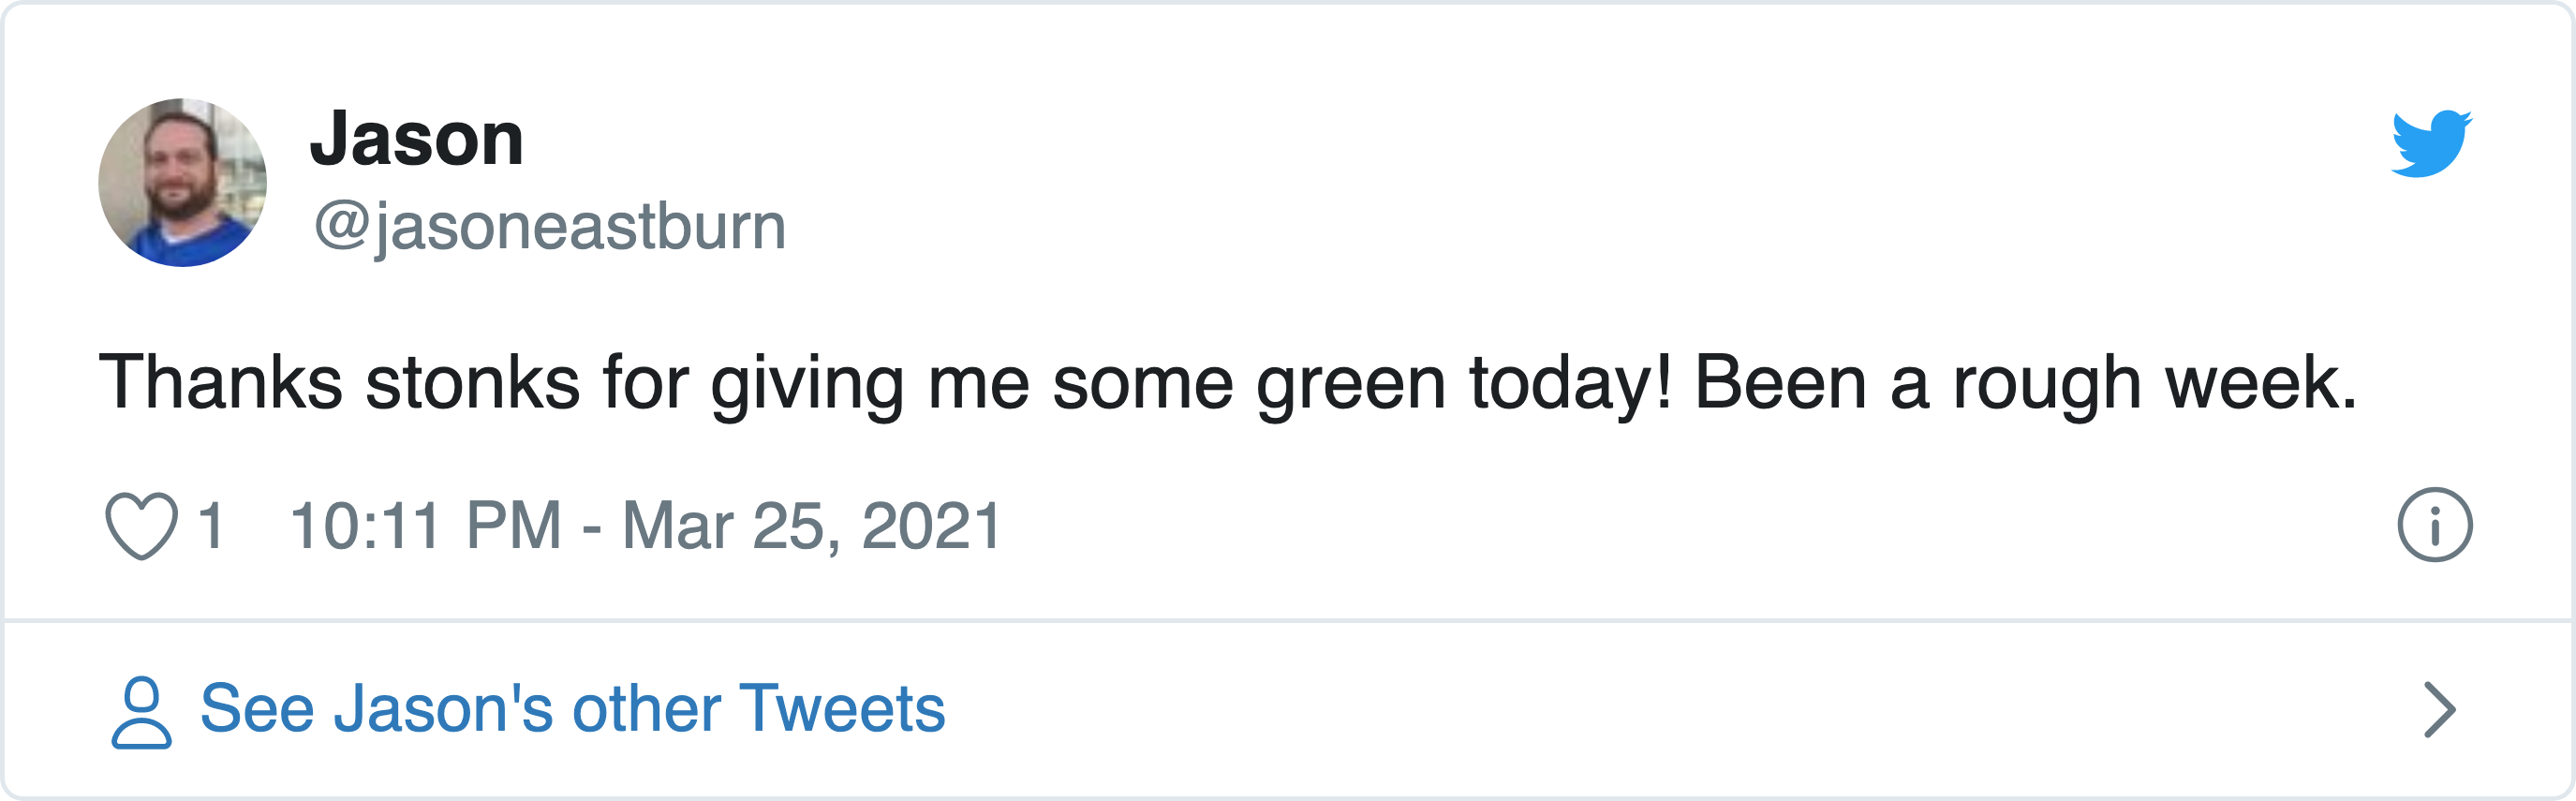 Jason
@jasoneastburn
Thanks stonks for giving me some green today! Been a rough week.
1 10:11 PM - Mar 25, 2021
See Jason's other Tweets